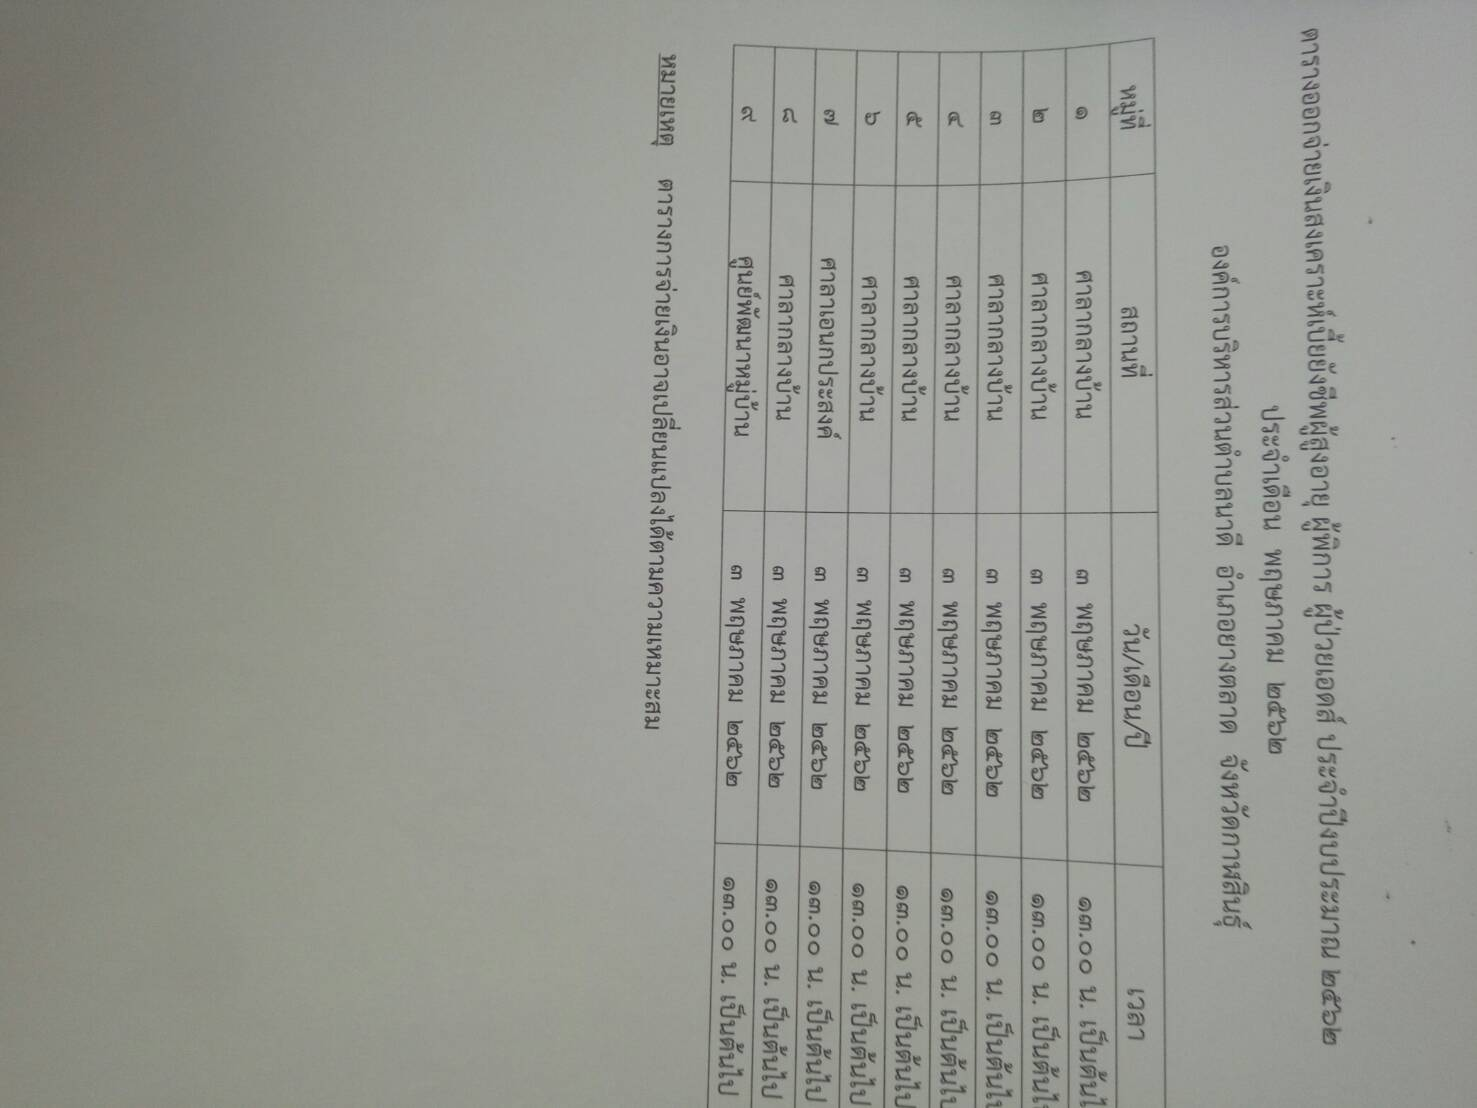 ตารางออกจ่ายเงินสงเคราะห์เบี้ยยังชีพผู้สูงอายุ ผู้พิการ ผู้ป่วยเอดส์ ประจำปีงบประมาณ ๒๕๖๒
ประจำเดือน พฤษภาคม ๒๕๖๒
องค์การบริหารส่วนตำบลนาดี อำเภอยางตลาด จังหวัดกาฬสินธุ์
หมู่ที่ สถานที่ วัน/เดือน/ปี เวลา
๑ ศาลากลางบ้าน ๓ พฤษภาคม ๒๕๖๒ ๑๓.๐๐ น. เป็นต้นไ
๒ ศาลากลางบ้าน ๓ พฤษภาคม ๒๕๖๒ ๑๓.๐๐ น. เป็นต้นไ
๓ ศาลากลางบ้าน ๓ พฤษภาคม ๒๕๖๒ ๑๓.๐๐ น. เป็นต้นไป
๔ ศาลากลางบ้าน ๓ พฤษภาคม ๒๕๖๒ ๑๓.๐๐ น. เป็นต้นไป
๕ ศาลากลางบ้าน ๓ พฤษภาคม ๒๕๖๒ ๑๓.๐๐ น. เป็นต้นไป
๖ ศาลากลางบ้าน ๓ พฤษภาคม ๒๕๖๒ ๑๓.๐๐ น. เป็นต้นไป
๗ ศาลาเอนกประสงค์ ๓ พฤษภาคม ๒๕๖๒ ๑๓.๐๐ น. เป็นต้นไป
๘ ศาลากลางบ้าน ๓ พฤษภาคม ๒๕๖๒ ๑๓.๐๐ น. เป็นต้นไป
๙ ศูนย์พัฒนาหมู่บ้าน ๓ พฤษภาคม ๒๕๖๒ ๑๓.๐๐ น. เป็นต้นไป
หมายเหตุ ตารางการจ่ายเงินอาจเปลี่ยนแปลงได้ตามความเหมาะสม